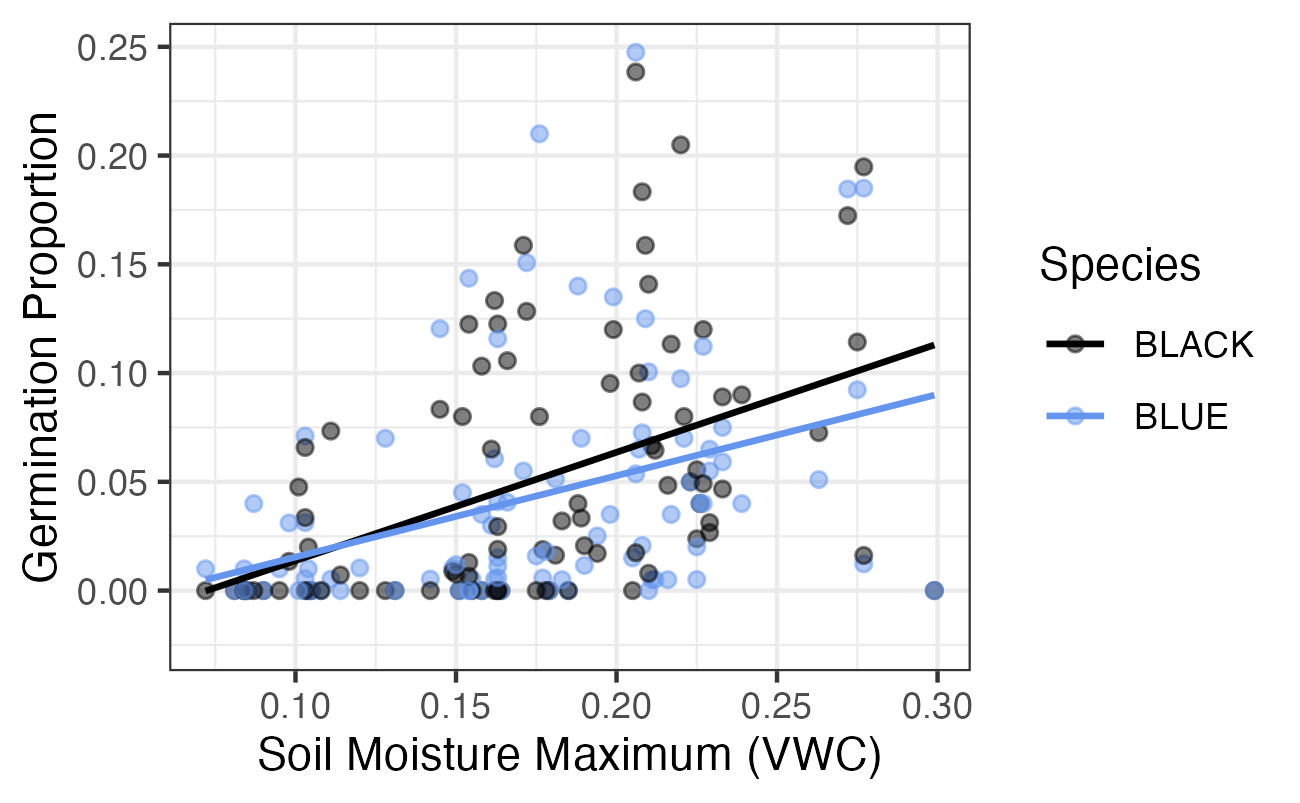 Germination Proportion
0.25
0.20
0.15
0.10
0.05
0.00
0.10 0.15 0.20 0.25 0.30
Soil Moisture Maximum (VWC)
Species
BLACK
BLUE